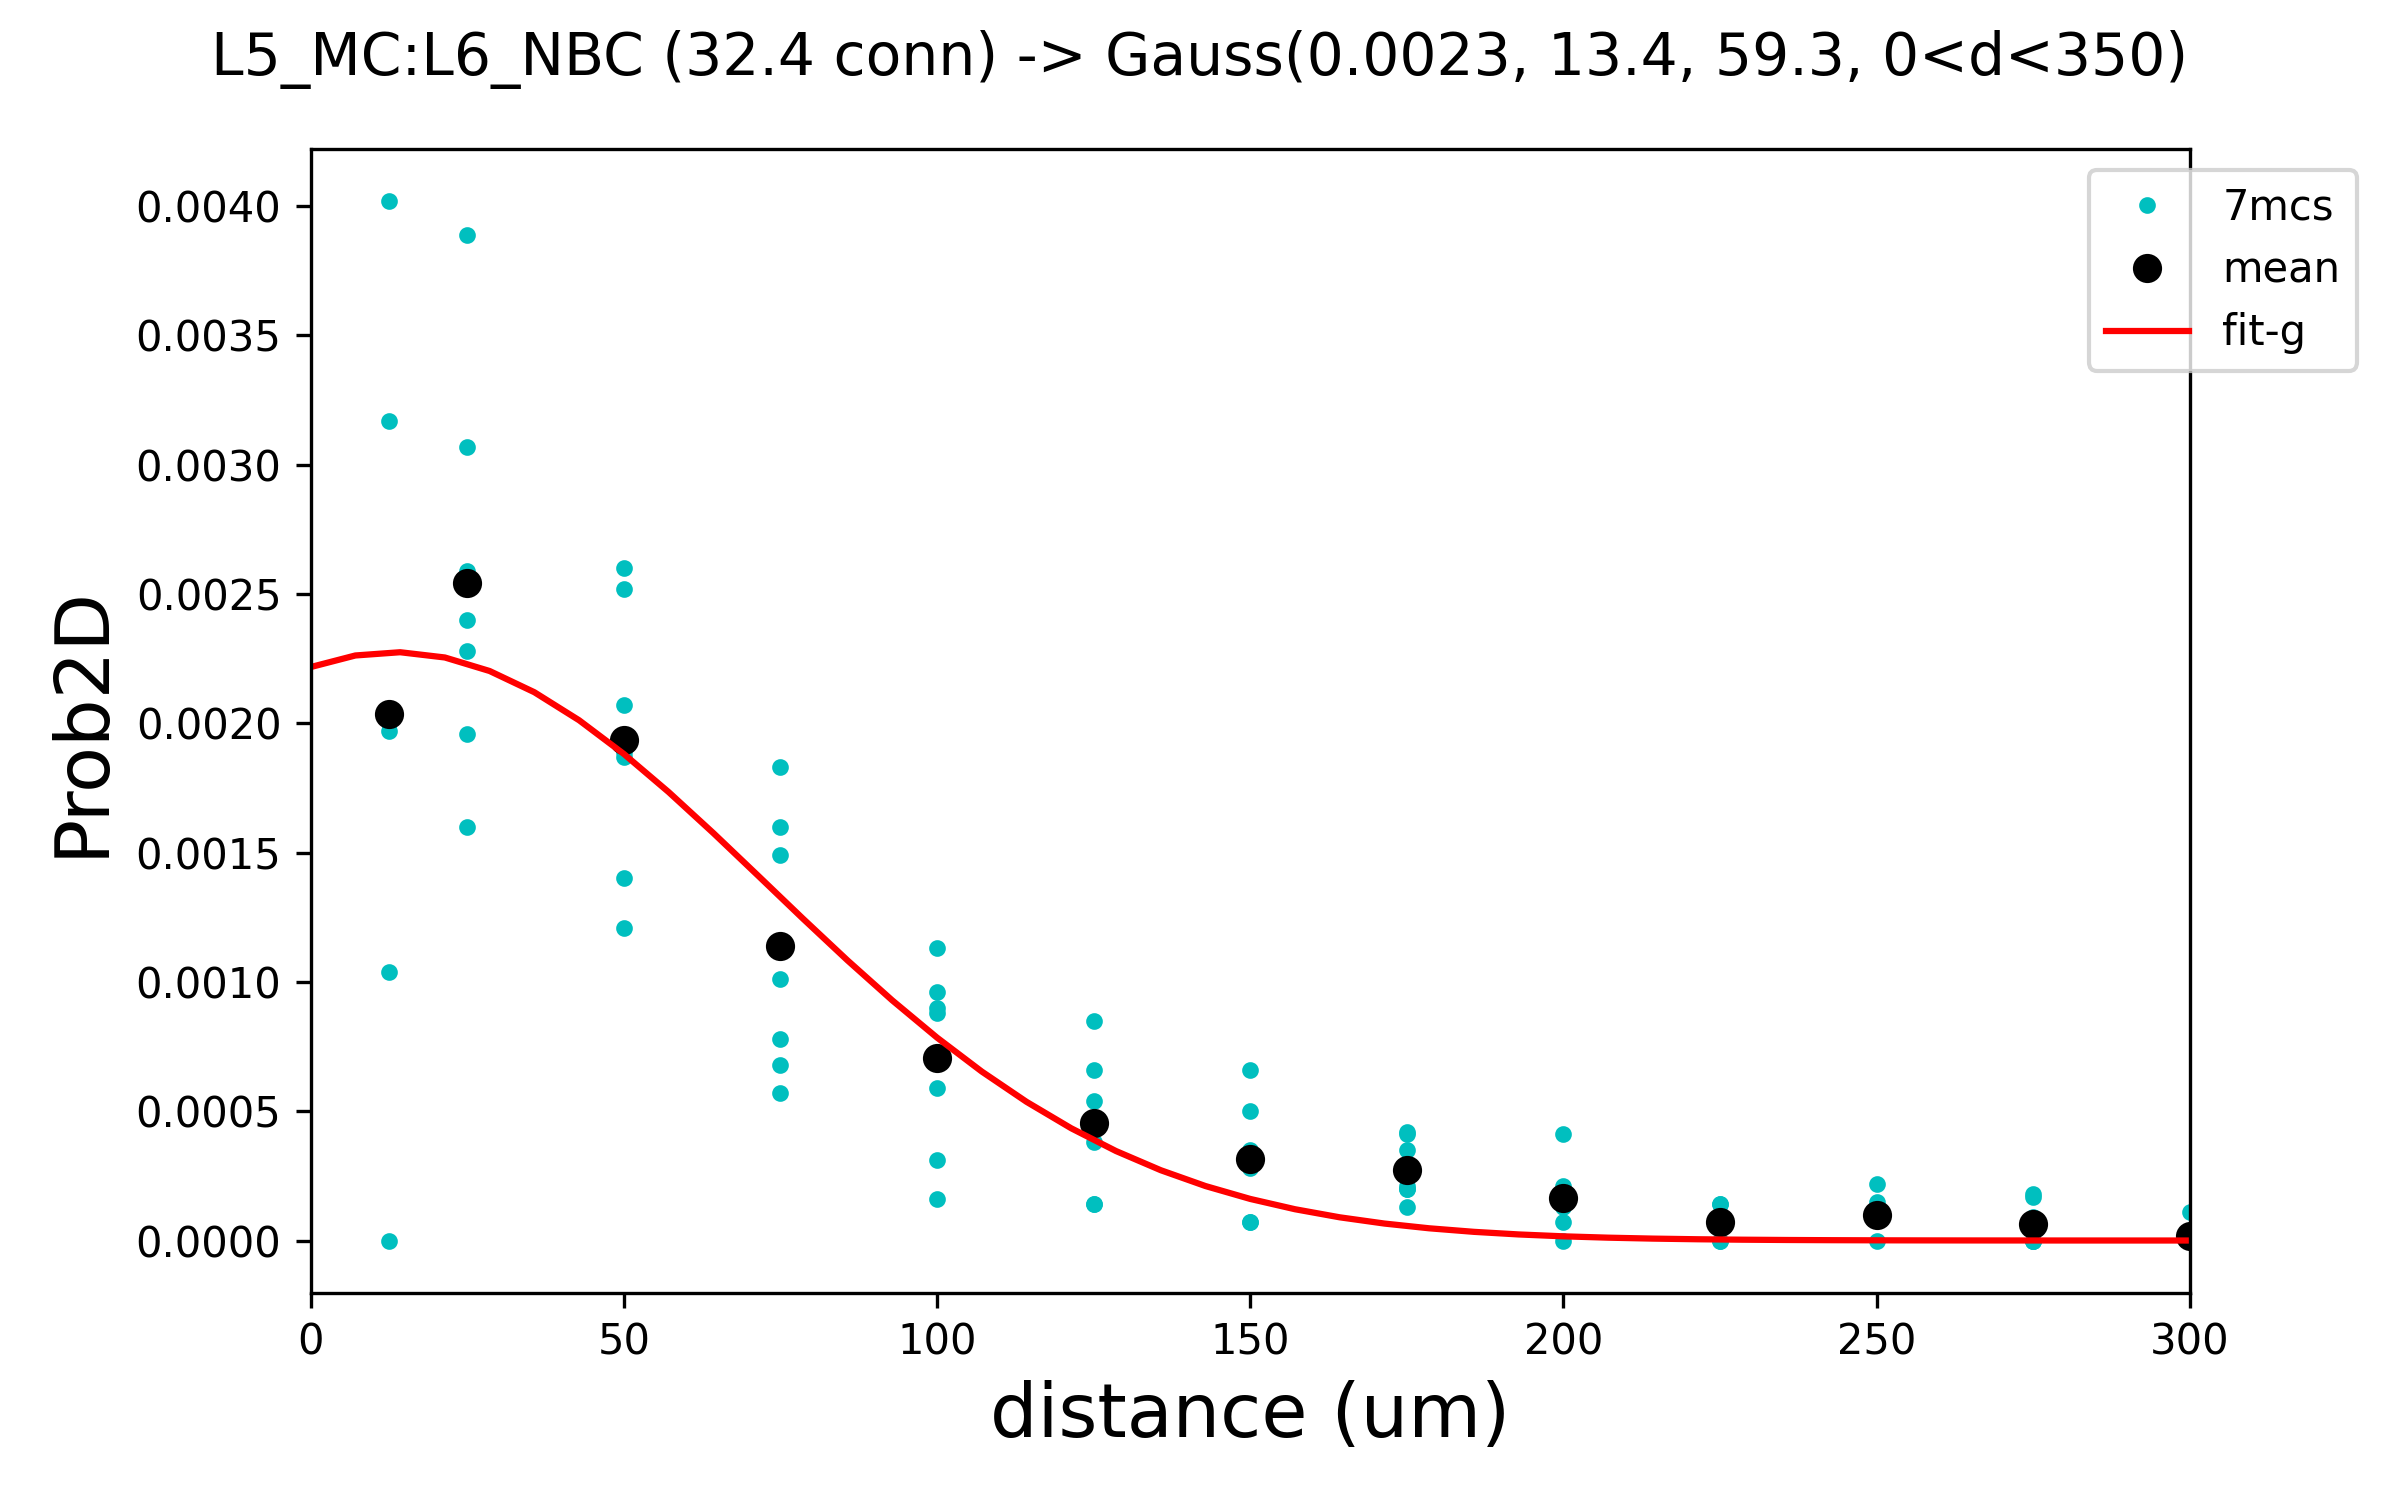 L5_MC:L6_NBC (32.4 conn) -> Gauss(0.0023, 13.4, 59.3, 0<d<350)
7mcs
mean
fit-g
Prob2D
0.0040
0.0035
0.0030
0.0025
0.0020
0.0015
0.0010
0.0005
0.0000
0
50
100
150
200
250
300
distance (um)